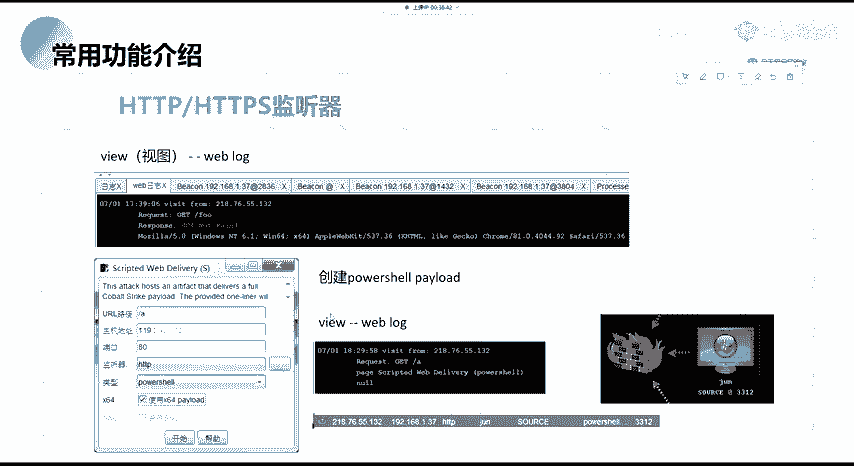 常用功能介绍
HTTP/HTTPS监听器
view（视图） - - web log
日志X web日志X Beacon 192.168.1.37@2836 X Beacon @ X Beacon 192.168.1.37@1432 X Beacon 192.168.1.37@3804 X Processe
07/01 17:39:06 visit from: 218.76.55.132
Request: GET /foo
Response:
Mozilla/5.0 (Windows NT 6.1; Win64; x64) AppleWebKit/537.36 (KHTML, like Gecko) Chrome/81.0.4044.92 Safari/537.36
Scripted Web Delivery (S)
This attack hosts an artifact that delivers a full
Cobalt Strike payload. The provided one-liner will
URL路径 /a
主机地址 119
端口 80
监听器 http
类型 powershell
x64 使用x64 payload
开始 帮助
创建powershell payload
view -- web log
07/01 18:29:58 visit from: 218.76.55.132
Request: GET /a
page Scripted Web Delivery (powershell)
null
jun
SOURCE @ 3312
218.76.55.132 192.168.1.37 http jun SOURCE powershell 3312